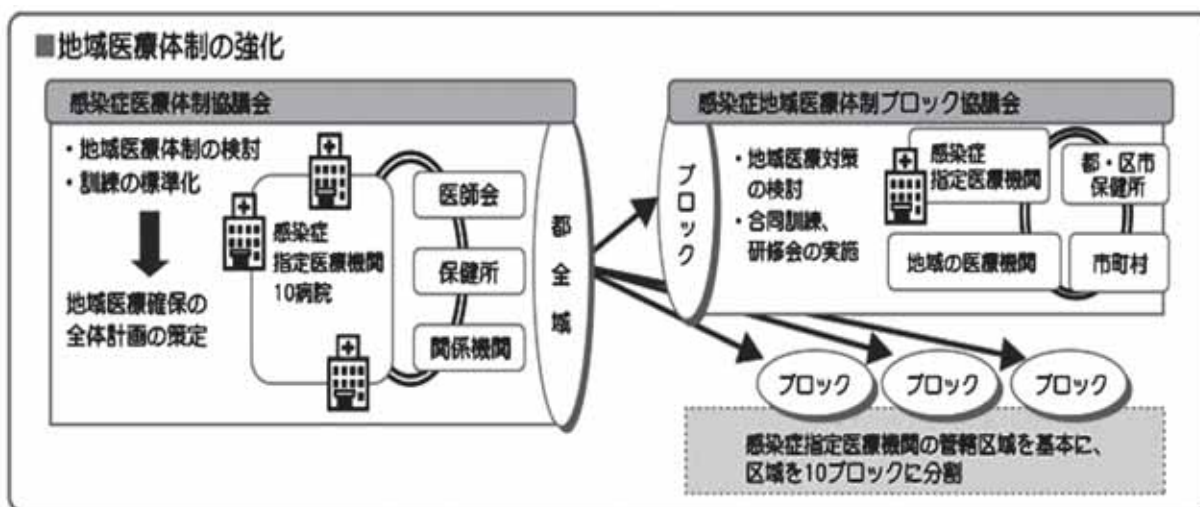 ■地域医療体制の強化
感染症医療体制協議会
・地域医療体制の検討
・訓練の標準化
地域医療確保の
全体計画の策定
感染症
指定医療機関
10病院
医師会
保健所
関係機関
都全域
感染症地域医療体制ブロック協議会
ブロック
・地域医療対策
の検討
・合同訓練、
研修会の実施
感染症
指定医療機関
都・区市
保健所
地域の医療機関
市町村
ブロック
ブロック
ブロック
感染症指定医療機関の管轄区域を基本に、
区域を10ブロックに分割